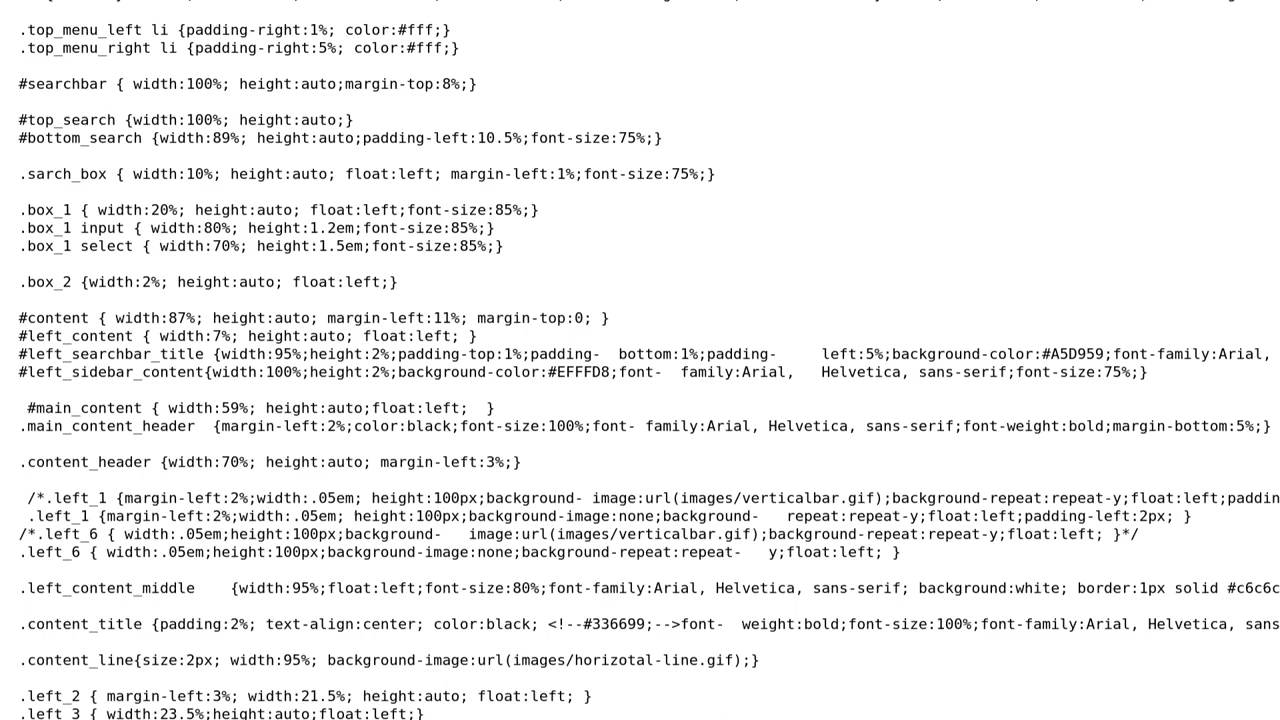 .top_menu_left li {padding-right:1%; color:#fff;}
.top_menu_right li {padding-right:5%; color:#fff;}
#searchbar { width:100%; height:auto;margin-top:8%;}
#top_search {width:100%; height:auto;}
#bottom_search {width:89%; height:auto;padding-left:10.5%;font-size:75%;}
.sarch_box { width:10%; height:auto; float:left; margin-left:1%;font-size:75%;}
.box_1 { width:20%; height:auto; float:left;font-size:85%;}
.box_1 input { width:80%; height:1.2em;font-size:85%;}
.box_1 select { width:70%; height:1.5em;font-size:85%;}
.box_2 {width:2%; height:auto; float:left;}
#content { width:87%; height:auto; margin-left:11%; margin-top:0; }
#left_content { width:7%; height:auto; float:left; }
#left_searchbar_title {width:95%;height:2%;padding-top:1%;padding-  bottom:1%;padding-     left:5%;background-color:#A5D959;font-family:Arial,
#left_sidebar_content{width:100%;height:2%;background-color:#EFFFD8;font-  family:Arial,   Helvetica, sans-serif;font-size:75%;}
#main_content { width:59%; height:auto;float:left;  }
.main_content_header  {margin-left:2%;color:black;font-size:100%;font- family:Arial, Helvetica, sans-serif;font-weight:bold;margin-bottom:5%;}
.content_header {width:70%; height:auto; margin-left:3%;}
/*.left_1 {margin-left:2%;width:.05em; height:100px;background- image:url(images/verticalbar.gif);background-repeat:repeat-y;float:left;paddin
.left_1 {margin-left:2%;width:.05em; height:100px;background-image:none;background-   repeat:repeat-y;float:left;padding-left:2px; }
/*.left_6 { width:.05em;height:100px;background-   image:url(images/verticalbar.gif);background-repeat:repeat-y;float:left; }*/
.left_6 { width:.05em;height:100px;background-image:none;background-repeat:repeat-   y;float:left; }
.left_content_middle    {width:95%;float:left;font-size:80%;font-family:Arial, Helvetica, sans-serif; background:white; border:1px solid #c6c6c
.content_title {padding:2%; text-align:center; color:black; <!--#336699;-->font-  weight:bold;font-size:100%;font-family:Arial, Helvetica, sans
.content_line{size:2px; width:95%; background-image:url(images/horizotal-line.gif);}
.left_2 { margin-left:3%; width:21.5%; height:auto; float:left; }
.left_3 { width:23.5%;height:auto;float:left;}